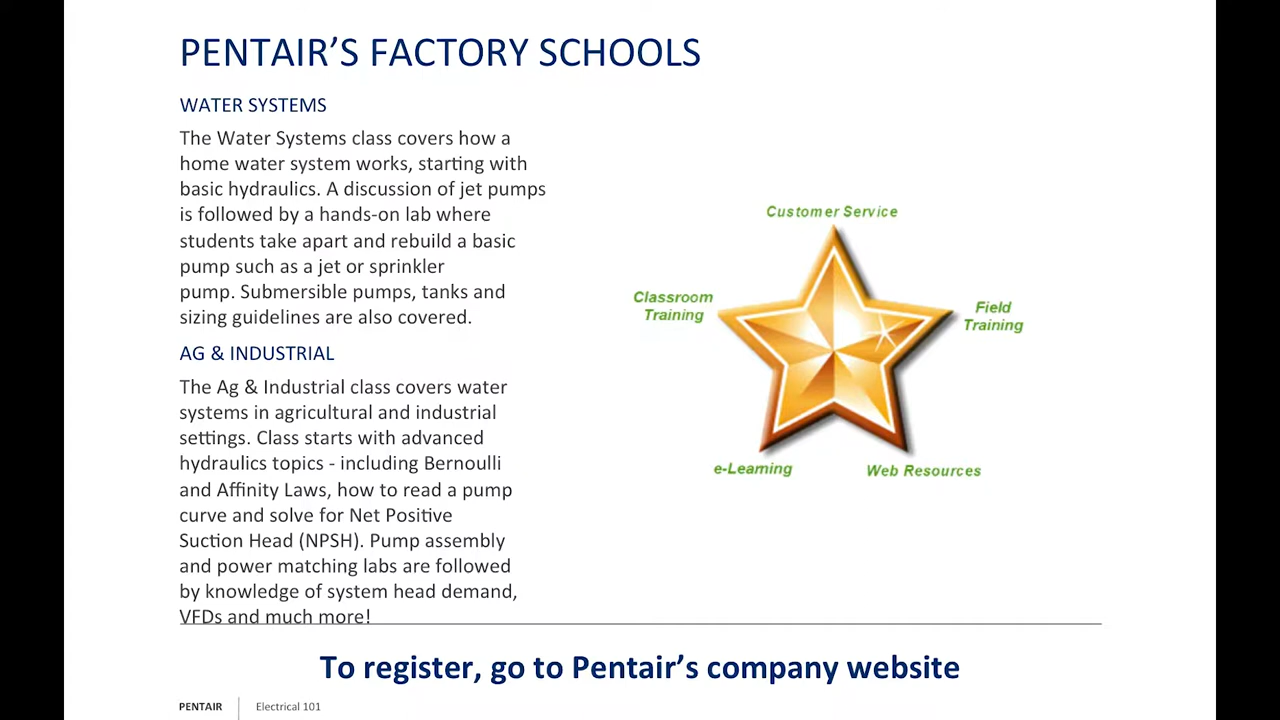 PENTAIR’S FACTORY SCHOOLS
WATER SYSTEMS
The Water Systems class covers how a
home water system works, starting with
basic hydraulics. A discussion of jet pumps
is followed by a hands-on lab where
students take apart and rebuild a basic
pump such as a jet or sprinkler
pump. Submersible pumps, tanks and
sizing guidelines are also covered.
AG & INDUSTRIAL
The Ag & Industrial class covers water
systems in agricultural and industrial
settings. Class starts with advanced
hydraulics topics - including Bernoulli
and Affinity Laws, how to read a pump
curve and solve for Net Positive
Suction Head (NPSH). Pump assembly
and power matching labs are followed
by knowledge of system head demand,
VFDs and much more!
Customer Service
Classroom
Training
Field
Training
e-Learning
Web Resources
To register, go to Pentair’s company website
PENTAIR
Electrical 101